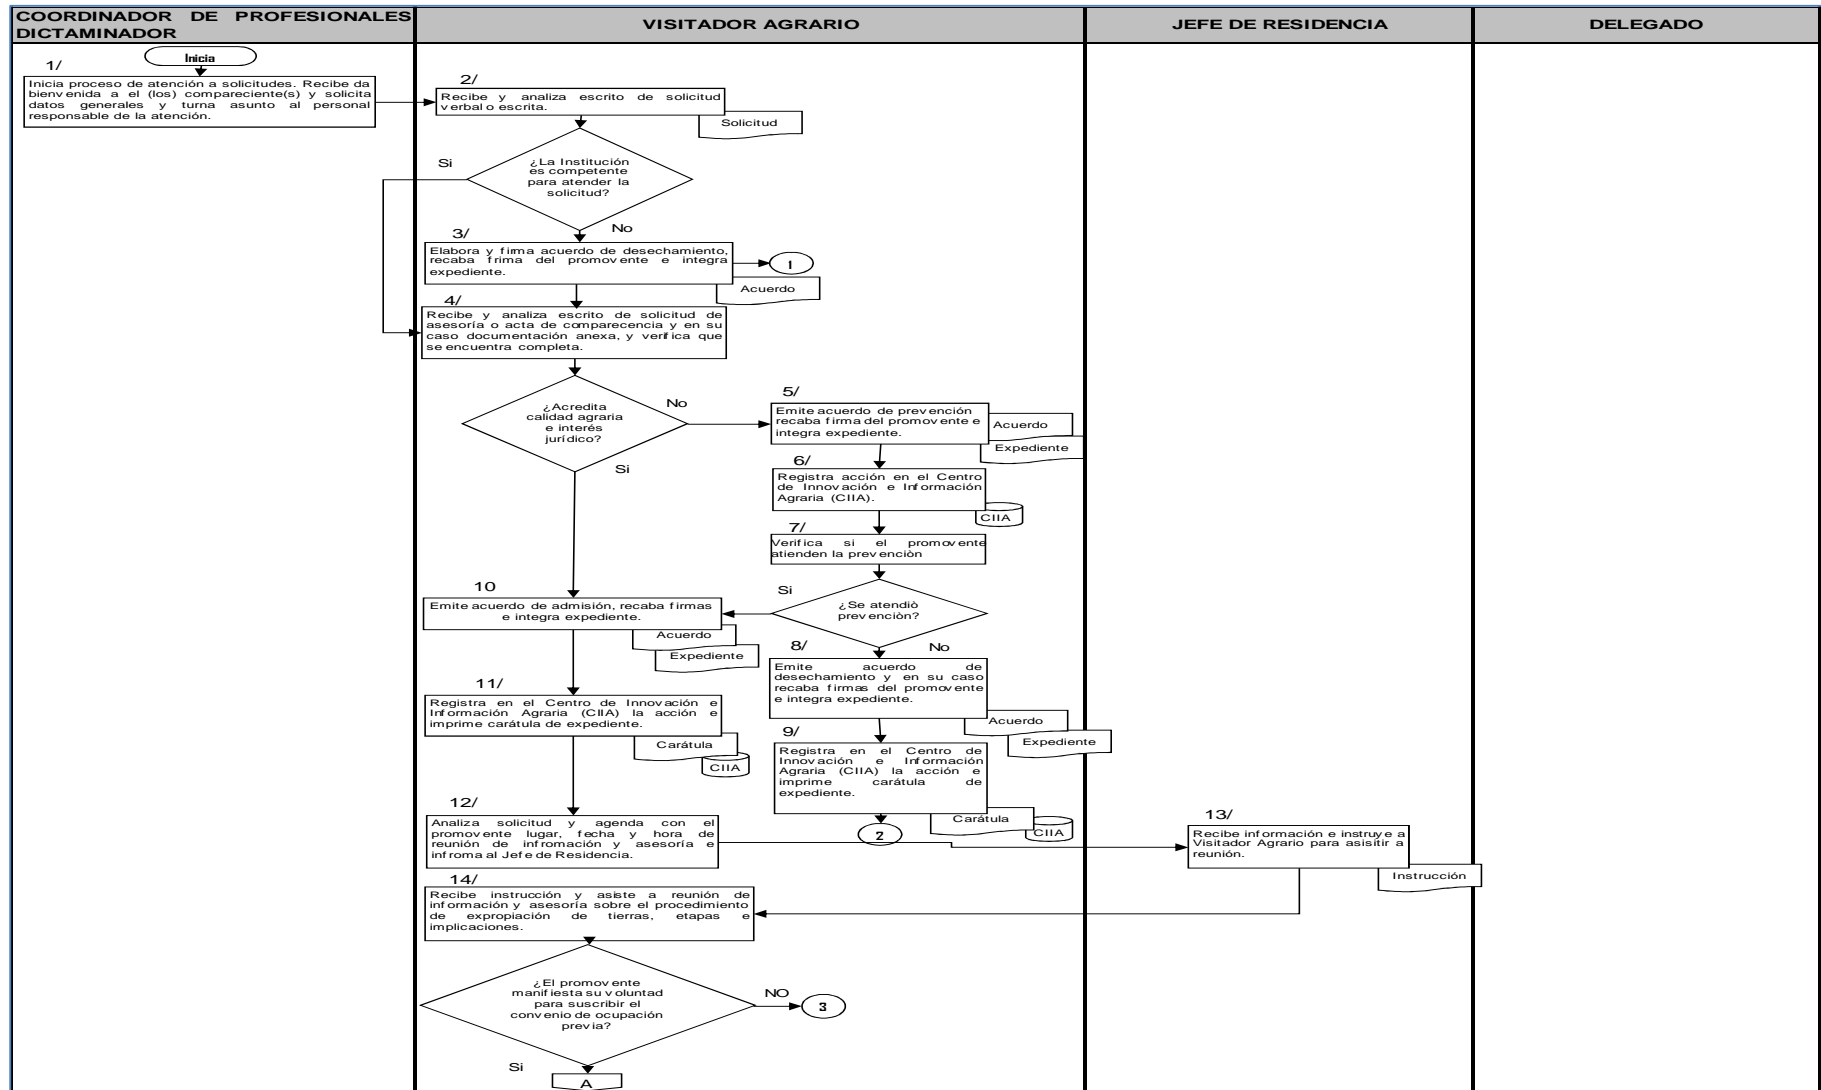 COORDINADOR DE PROFESIONALES
DICTAMINADOR
VISITADOR AGRARIO
JEFE DE RESIDENCIA
DELEGADO
Inicia
1/
Inicia proceso de atención a solicitudes. Recibe da
bienvenida a el (los) compareciente(s) y solicita
datos generales y turna asunto al personal
responsable de la atención.
2/
Recibe y analiza escrito de solicitud
verbal o escrita.
Solicitud
Si
¿La Institución
es competente
para atender la
solicitud?
No
3/
Elabora y firma acuerdo de desechamiento,
recaba frima del promovente e integra
expediente.
1
Acuerdo
4/
Recibe y analiza escrito de solicitud de
asesoría o acta de comparecencia y en su
caso documentación anexa, y verifica que
se encuentra completa.
¿Acredita
calidad agraria
e interés
jurídico?
No
Si
5/
Emite acuerdo de prevención
recaba firma del promovente e
integra expediente.
Acuerdo
Expediente
6/
Registra acción en el Centro
de Innovación e Información
Agraria (CIIA).
CIIA
7/
Verifica si el promovente
atienden la prevenciòn
Si
¿Se atendiò
prevenciòn?
No
10
Emite acuerdo de admisión, recaba firmas
e integra expediente.
Acuerdo
Expediente
8/
Emite acuerdo de
desechamiento y en su caso
recaba firmas del promovente
e integra expediente.
Acuerdo
Expediente
11/
Registra en el Centro de Innovación e
Información Agraria (CIIA) la acción e
imprime carátula de expediente.
Carátula
CIIA
9/
Registra en el Centro de
Innovación e Información
Agraria (CIIA) la acción e
imprime carátula de
expediente.
Carátula
CIIA
2
12/
Analiza solicitud y agenda con el
promovente lugar, fecha y hora de
reunión de infromación y asesoría e
infroma al Jefe de Residencia.
13/
Recibe información e instruye a
Visitador Agrario para asisitir a
reunión.
Instrucción
14/
Recibe instrucción y asiste a reunión de
información y asesoría sobre el procedimiento
de expropiación de tierras, etapas e
implicaciones.
¿El promovente
manifiesta su voluntad
para suscribir el
convenio de ocupación
previa?
NO
3
Si
A